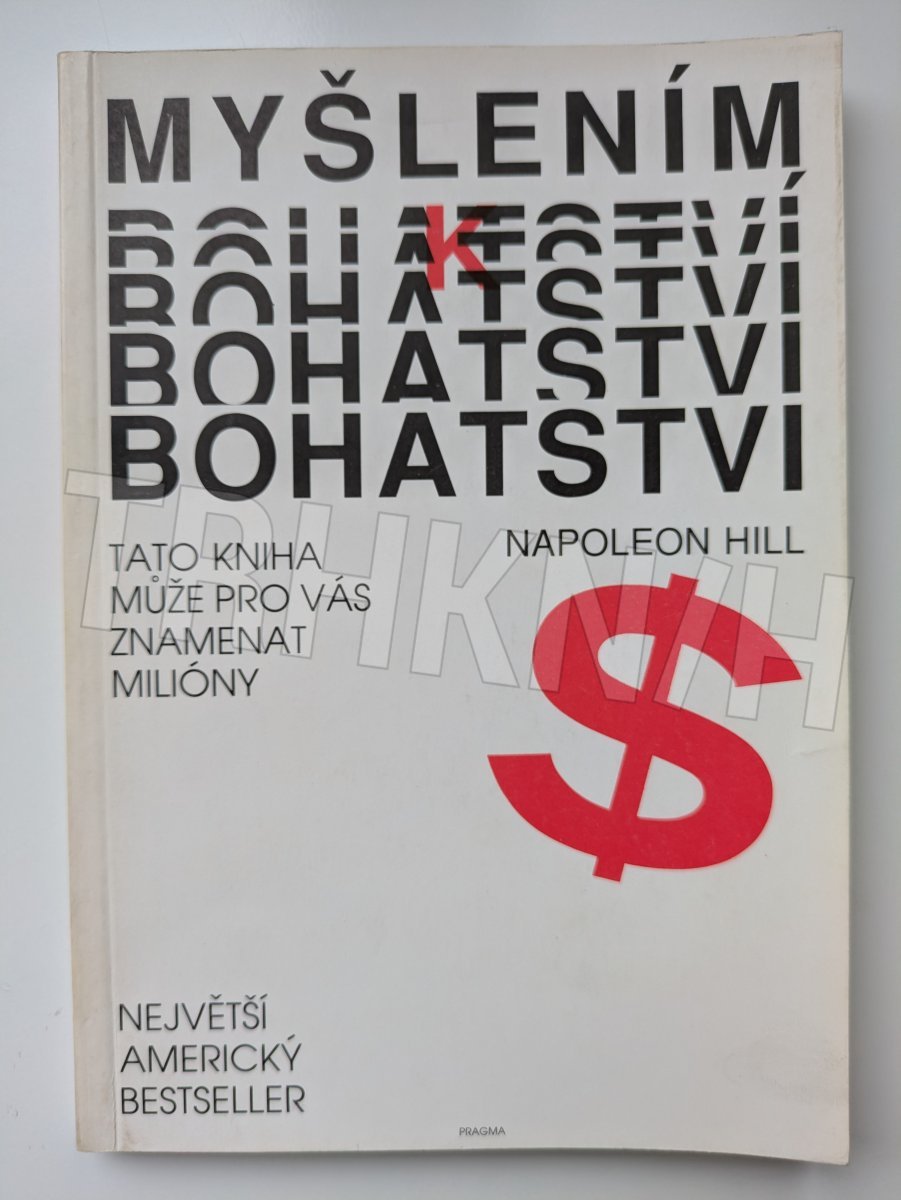 MYŠLENÍM
K
BOHATSTVÍ
BOHATSTVÍ
BOHATSTVÍ
BOHATSTVÍ
BOHATSTVI
NAPOLEON HILL
TATO KNIHA
MŮŽE PRO VÁS
ZNAMENAT
MILIÓNY
$
NEJVĚTŠÍ
AMERICKÝ
BESTSELLER
PRAGMA
TRHKNIH